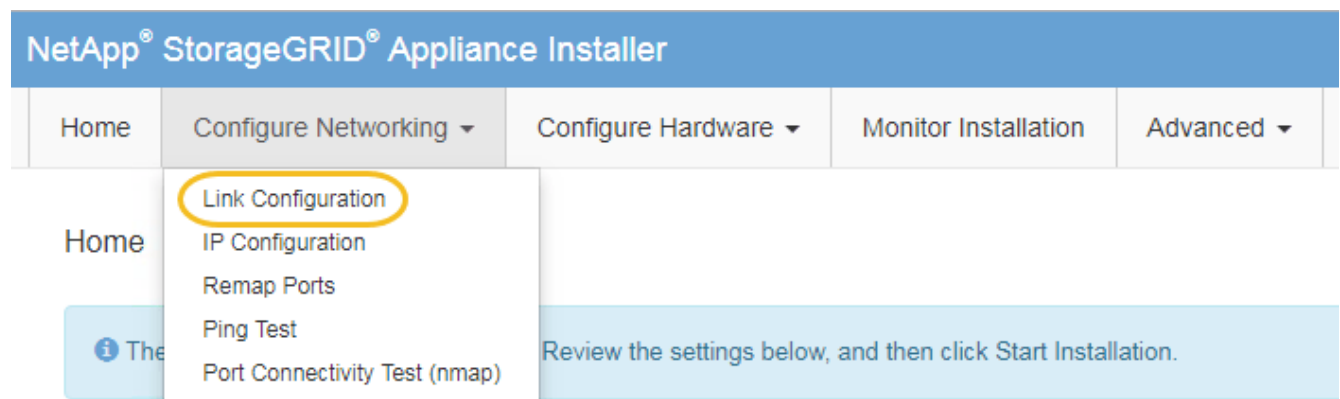 NetApp® StorageGRID® Appliance Installer
Home Configure Networking Configure Hardware Monitor Installation Advanced
Link Configuration
Home IP Configuration
Remap Ports
Ping Test
The Review the settings below, and then click Start Installation.
Port Connectivity Test (nmap)